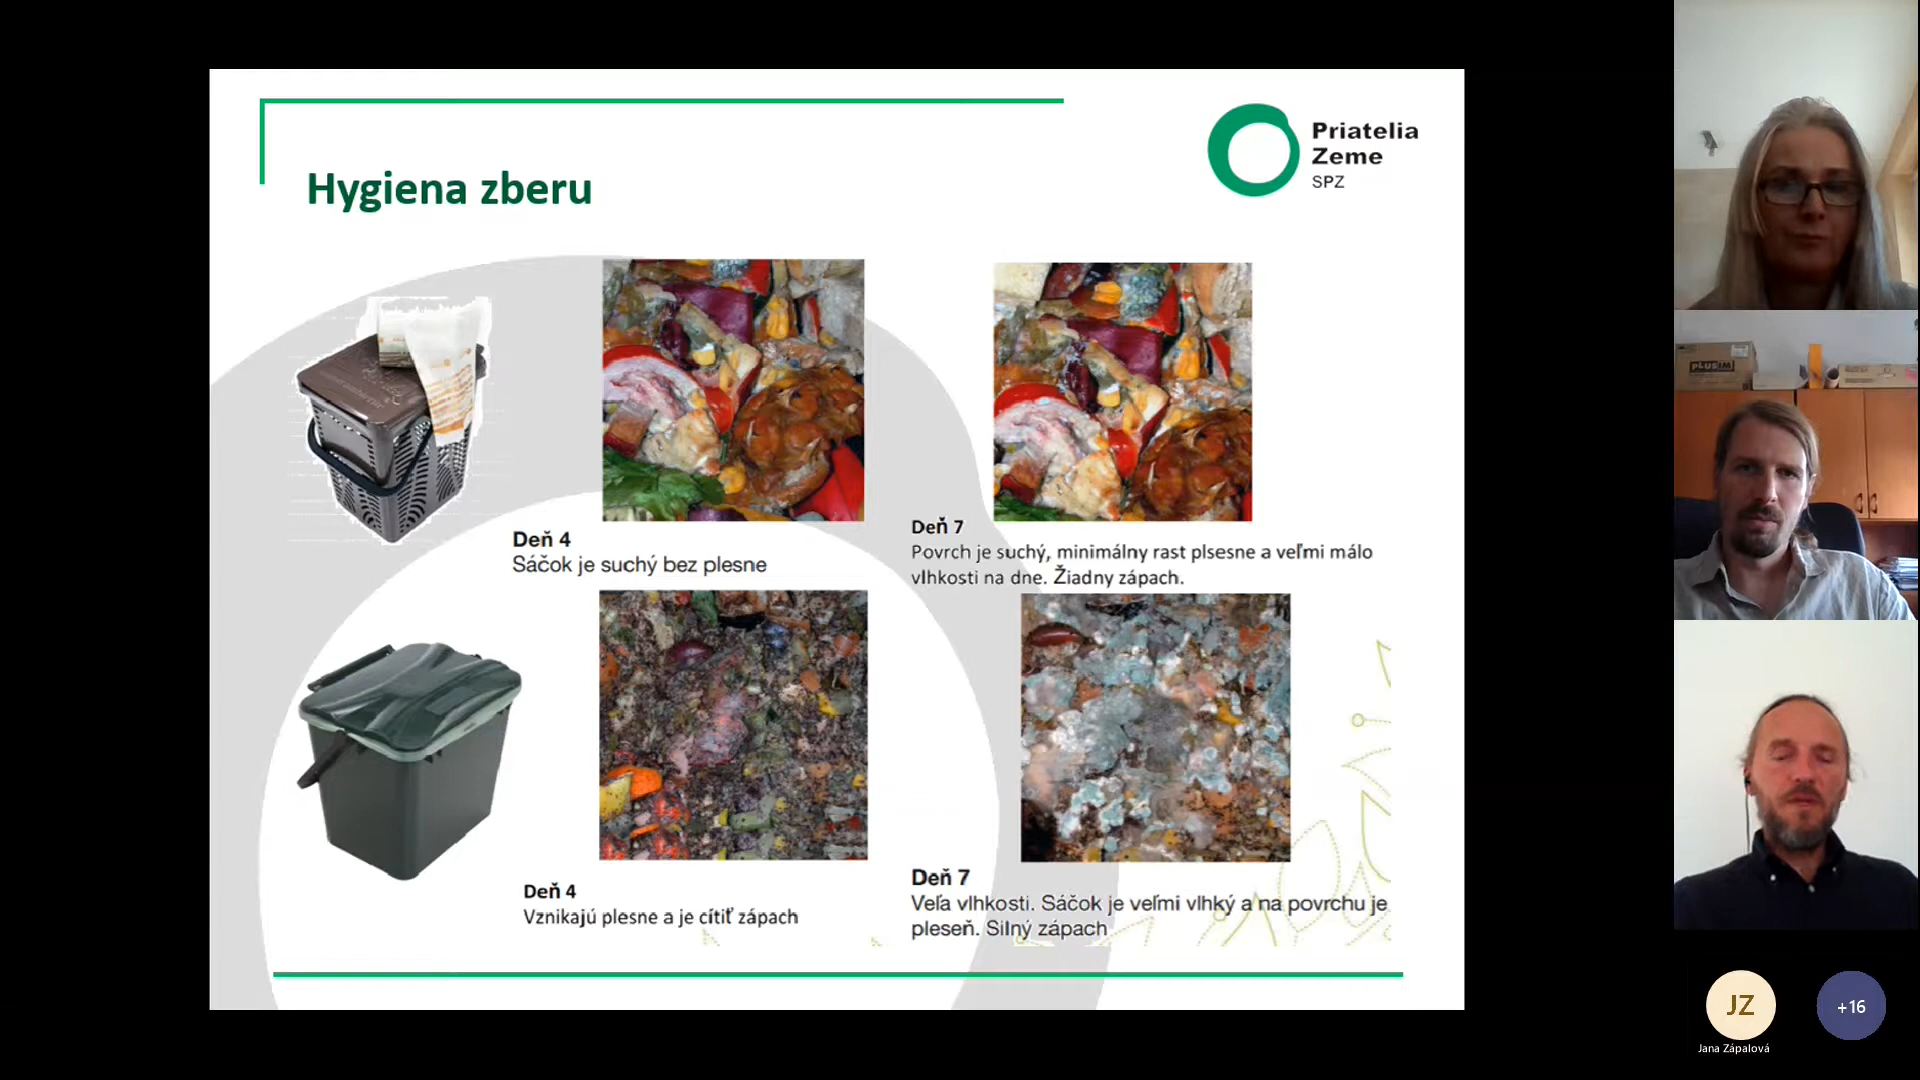 Priatelia
Zeme
SPZ
Hygiena zberu
Deň 4
Sáčok je suchý bez plesne
Deň 7
Povrch je suchý, minimálny rast plsesne a veľmi málo
vlhkosti na dne. Žiadny zápach.
Deň 4
Vznikajú plesne a je cítiť zápach
Deň 7
Veľa vlhkosti. Sáčok je veľmi vlhký a na povrchu je
pleseň. Silný zápach
PLUSIM
JZ
Jana Zápalová
+16